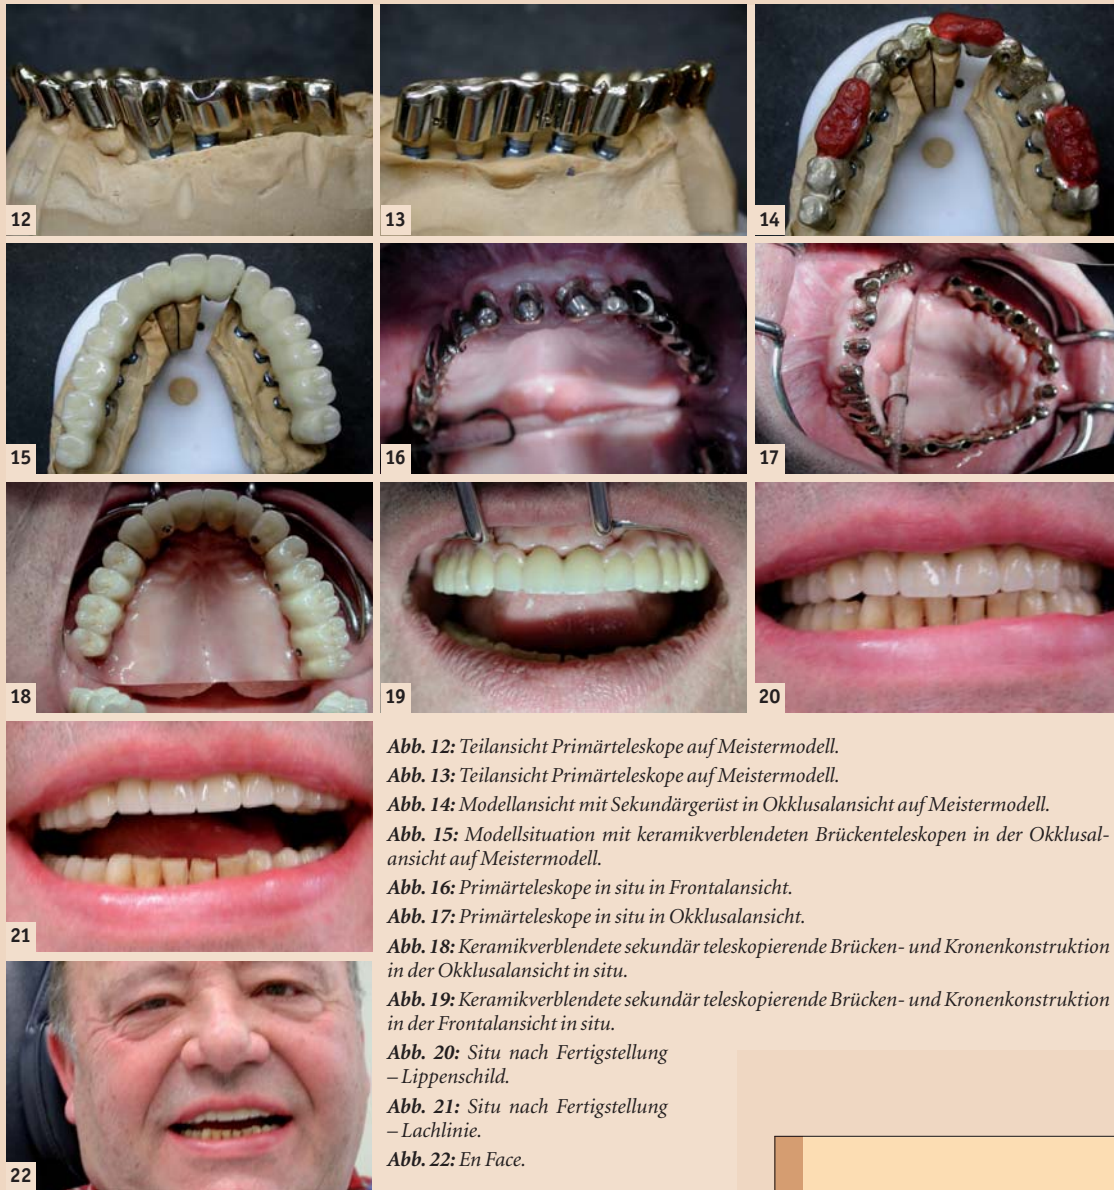 12
13
14
15
16
17
18
19
20
21
22
Abb. 12: Teilansicht Primärteleskope auf Meistermodell.
Abb. 13: Teilansicht Primärteleskope auf Meistermodell.
Abb. 14: Modellansicht mit Sekundärgerüst in Okklusalansicht auf Meistermodell.
Abb. 15: Modellsituation mit keramikverblendeten Brückenteleskopen in der Okklusal-
ansicht auf Meistermodell.
Abb. 16: Primärteleskope in situ in Frontalansicht.
Abb. 17: Primärteleskope in situ in Okklusalansicht.
Abb. 18: Keramikverblendete sekundär teleskopierende Brücken- und Kronenkonstruktion
in der Okklusalansicht in situ.
Abb. 19: Keramikverblendete sekundär teleskopierende Brücken- und Kronenkonstruktion
in der Frontalansicht in situ.
Abb. 20: Situ nach Fertigstellung
– Lippenschild.
Abb. 21: Situ nach Fertigstellung
– Lachlinie.
Abb. 22: En Face.